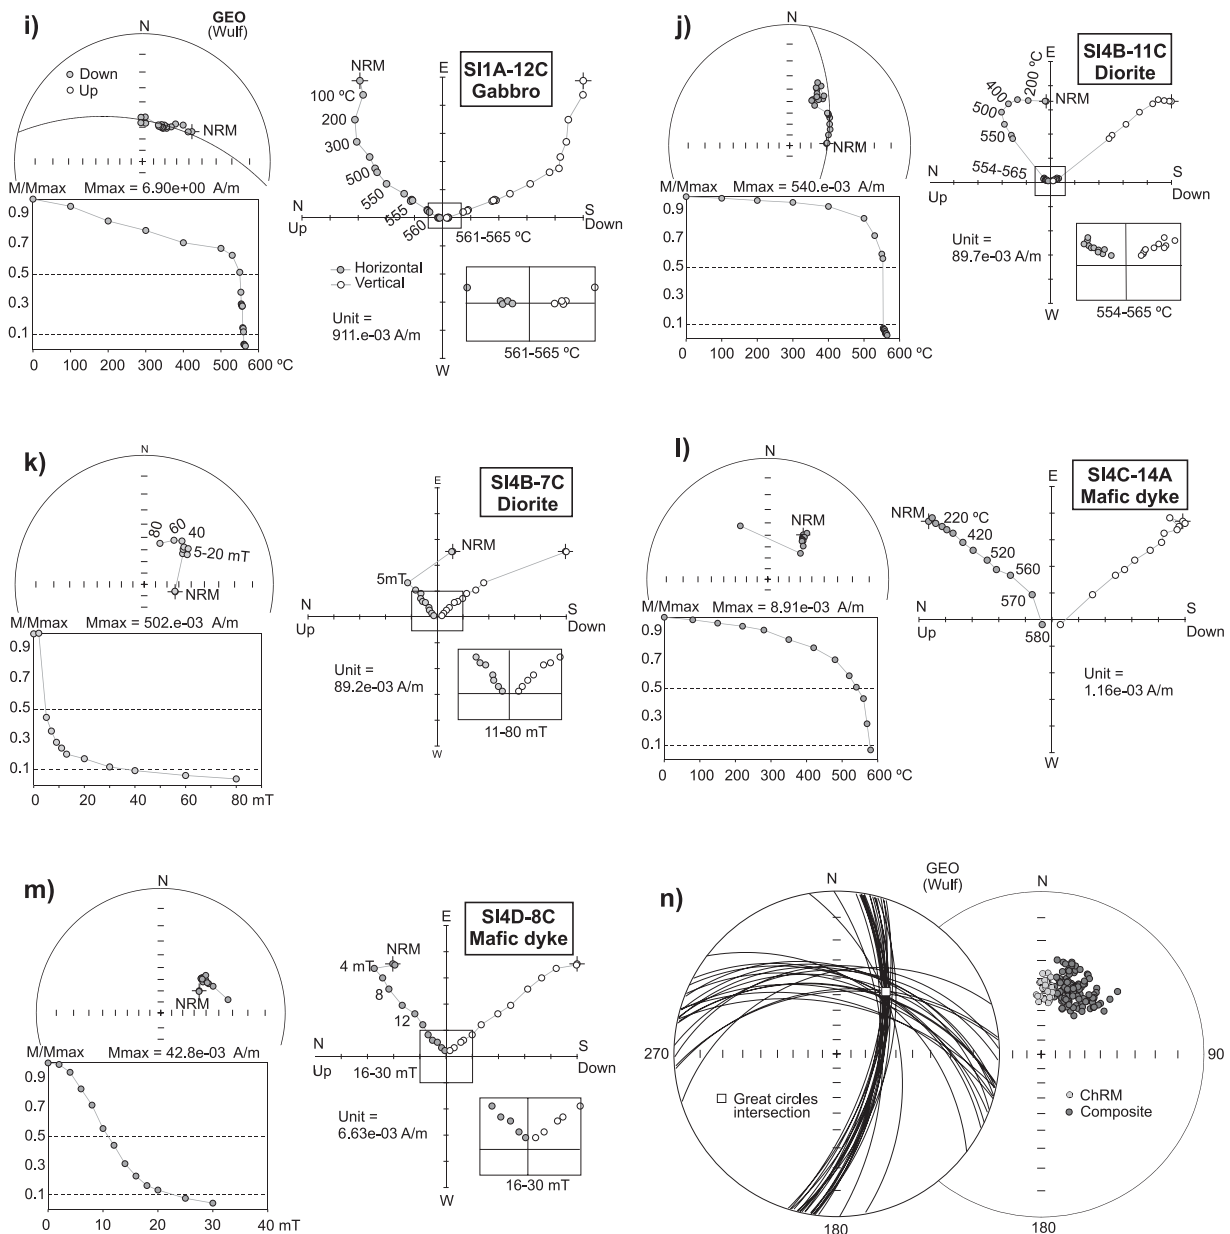 i)
GEO
(Wulf)
N
Down
Up
NRM
M/Mmax Mmax = 6.90e+00 A/m
0.9
0.7
0.5
0.3
0.1
0 100 200 300 400 500 600 ºC
SI1A-12C
Gabbro
E
NRM
100 ºC
200
300
500
550
555
560
N
Up
S
Down
561-565 ºC
Horizontal
Vertical
Unit =
911.e-03 A/m
561-565 ºC
W
j)
N
NRM
M/Mmax Mmax = 540.e-03 A/m
0.9
0.7
0.5
0.3
0.1
0 100 200 300 400 500 600 ºC
SI4B-11C
Diorite
E
200 ºC
400
NRM
500
550
554-565
N
Up
S
Down
Unit =
89.7e-03 A/m
554-565 ºC
W
k)
N
80
60
40
5-20 mT
NRM
M/Mmax Mmax = 502.e-03 A/m
0.9
0.7
0.5
0.3
0.1
0 20 40 60 80 mT
SI4B-7C
Diorite
E
NRM
5mT
N
Up
S
Down
Unit =
89.2e-03 A/m
11-80 mT
W
l)
N
NRM
M/Mmax Mmax = 8.91e-03 A/m
0.9
0.7
0.5
0.3
0.1
0 100 200 300 400 500 600 ºC
SI4C-14A
Mafic dyke
E
NRM
220 ºC
420
520
560
570
580
N
Up
S
Down
Unit =
1.16e-03 A/m
W
m)
N
NRM
M/Mmax Mmax = 42.8e-03 A/m
0.9
0.7
0.5
0.3
0.1
0 10 20 30 40 mT
SI4D-8C
Mafic dyke
E
NRM
4 mT
8
12
N
Up
S
Down
16-30 mT
Unit =
6.63e-03 A/m
16-30 mT
W
n)
GEO
(Wulf)
N
N
270
90
Great circles
intersection
ChRM
Composite
180
180